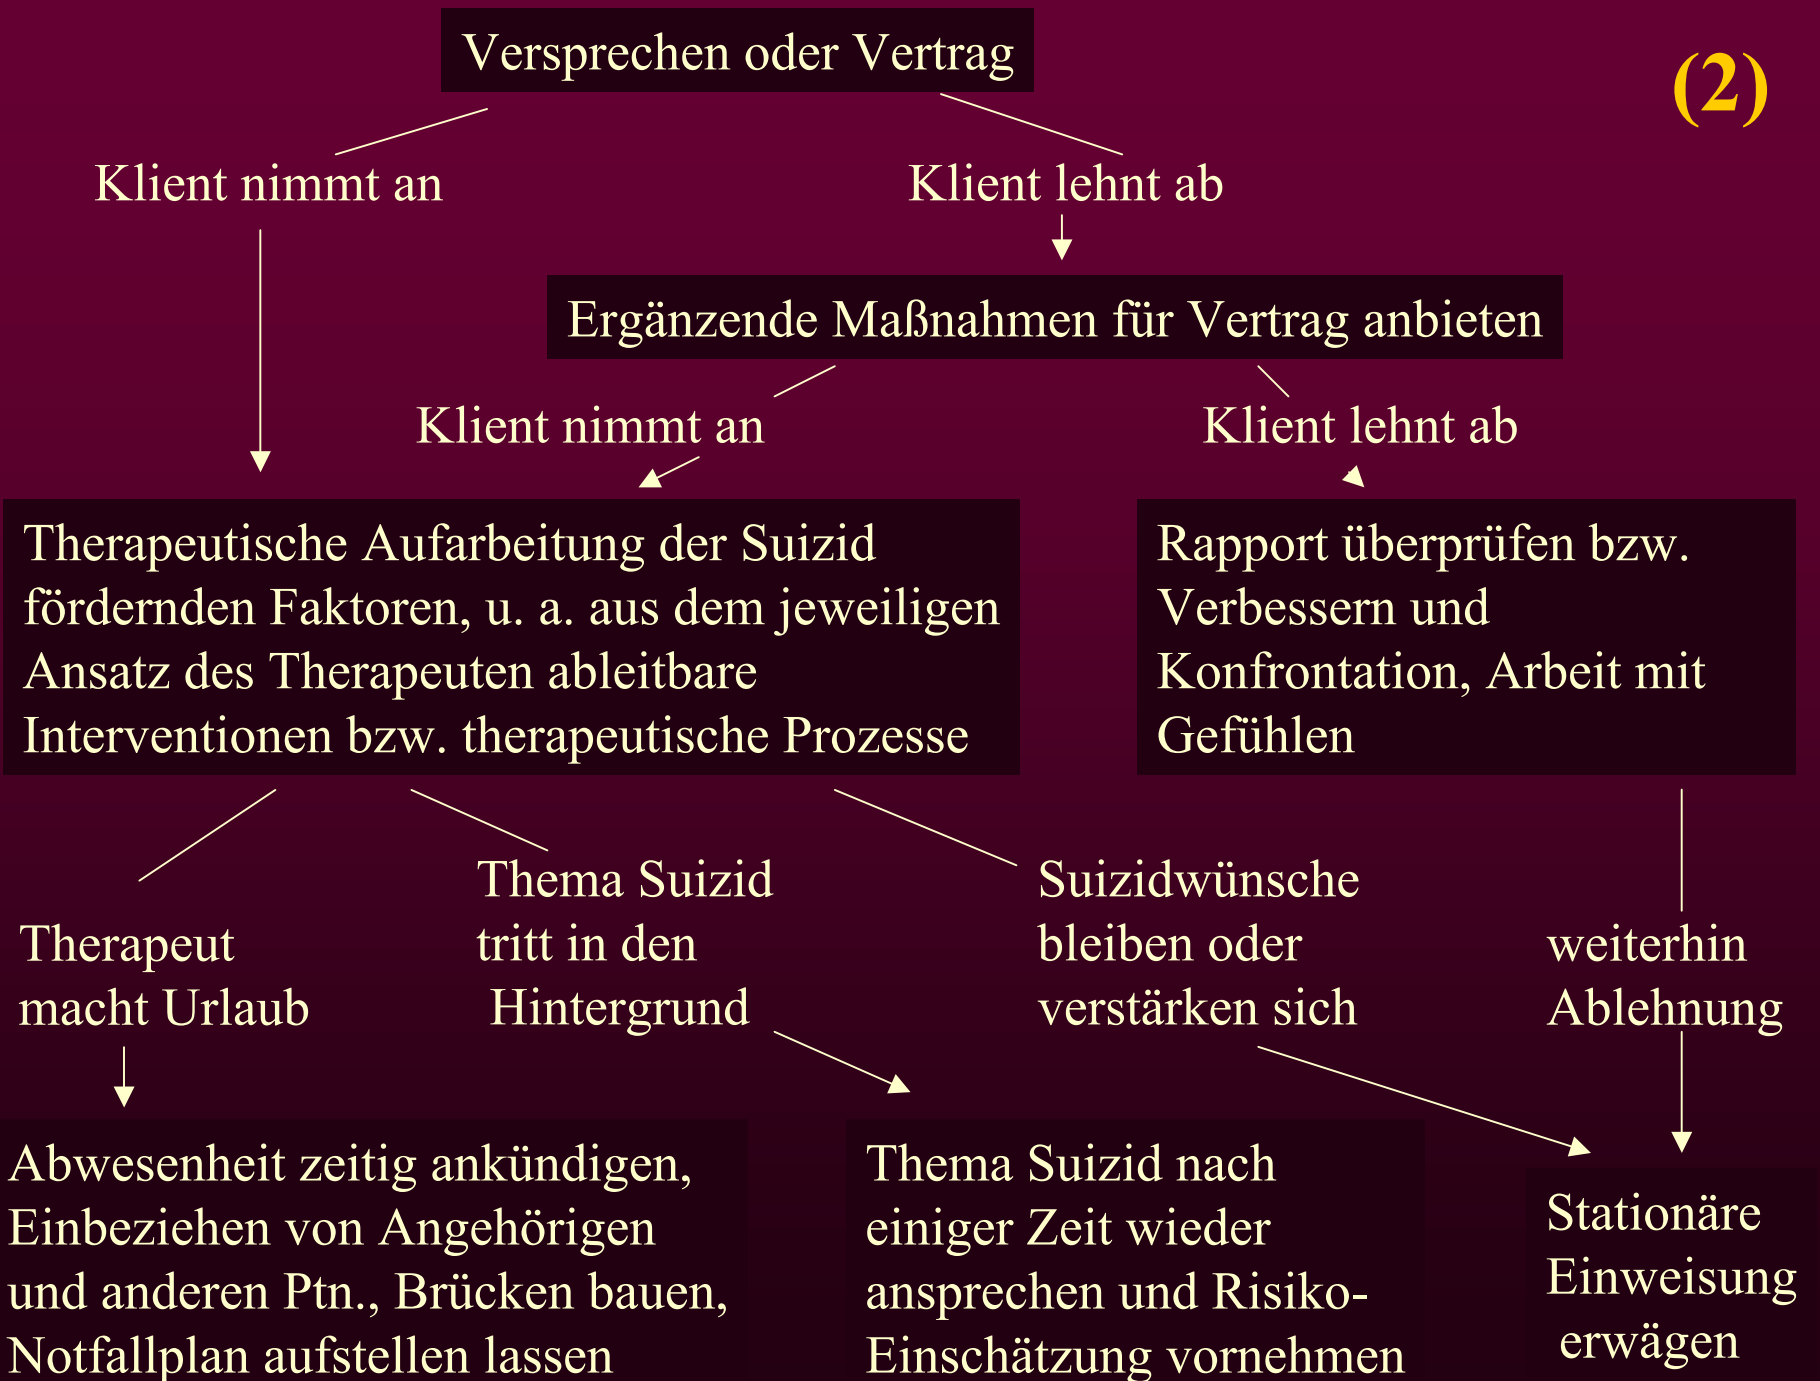 Versprechen oder Vertrag
(2)
Klient nimmt an
Klient lehnt ab
Ergänzende Maßnahmen für Vertrag anbieten
Klient nimmt an
Klient lehnt ab
Therapeutische Aufarbeitung der Suizid
fördernden Faktoren, u. a. aus dem jeweiligen
Ansatz des Therapeuten ableitbare
Interventionen bzw. therapeutische Prozesse
Rapport überprüfen bzw.
Verbessern und
Konfrontation, Arbeit mit
Gefühlen
Therapeut
macht Urlaub
Thema Suizid
tritt in den
Hintergrund
Suizidwünsche
bleiben oder
verstärken sich
weiterhin
Ablehnung
Abwesenheit zeitig ankündigen,
Einbeziehen von Angehörigen
und anderen Ptn., Brücken bauen,
Notfallplan aufstellen lassen
Thema Suizid nach
einiger Zeit wieder
ansprechen und Risiko-
Einschätzung vornehmen
Stationäre
Einweisung
erwägen